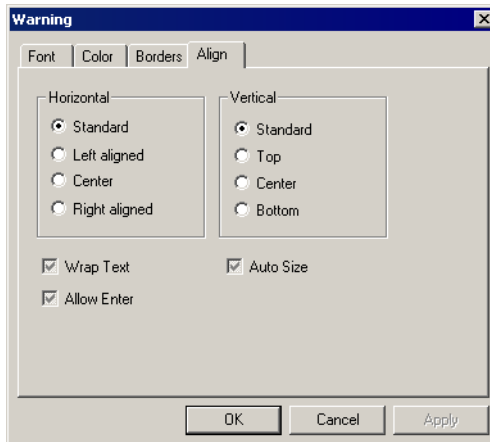 Warning
Font Color Borders Align
Horizontal Vertical
Standard Standard
Left aligned Top
Center Center
Right aligned Bottom
Wrap Text Auto Size
Allow Enter
OK Cancel Apply